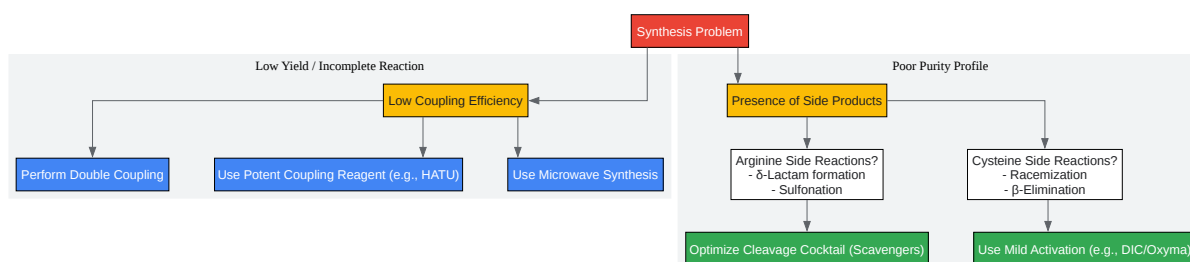 Synthesis Problem
Low Yield / Incomplete Reaction
Poor Purity Profile
Low Coupling Efficiency
Presence of Side Products
Perform Double Coupling
Use Potent Coupling Reagent (e.g., HATU)
Use Microwave Synthesis
Arginine Side Reactions?
- δ-Lactam formation
- Sulfonation
Cysteine Side Reactions?
- Racemization
- β-Elimination
Optimize Cleavage Cocktail (Scavengers)
Use Mild Activation (e.g., DIC/Oxyma)